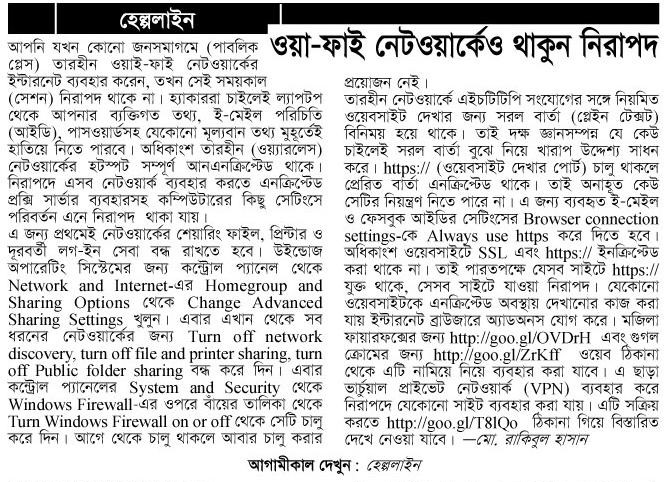 হেল্পলাইন
ওয়া-ফাই নেটওয়ার্কেও থাকুন নিরাপদ
আপনি যখন কোনো জনসমাগমে (পাবলিক
প্লেস) তারহীন ওয়াই-ফাই নেটওয়ার্কের
ইন্টারনেট ব্যবহার করেন, তখন সেই সময়কাল
(সেশন) নিরাপদ থাকে না। হ্যাকাররা চাইলেই ল্যাপটপ
থেকে আপনার ব্যক্তিগত তথ্য, ই-মেইল পরিচিতি
(আইডি), পাসওয়ার্ডসহ যেকোনো মূল্যবান তথ্য মুহূর্তেই
হাতিয়ে নিতে পারবে। অধিকাংশ তারহীন (ওয়্যারলেস)
নেটওয়ার্কের হটস্পট সম্পূর্ণ আনএনক্রিপ্টেড থাকে।
নিরাপদে এসব নেটওয়ার্ক ব্যবহার করতে এনক্রিপ্টেড
প্রক্সি সার্ভার ব্যবহারসহ কম্পিউটারের কিছু সেটিংসে
পরিবর্তন এনে নিরাপদ থাকা যায়।
এ জন্য প্রথমেই নেটওয়ার্কের শেয়ারিং ফাইল, প্রিন্টার ও
দূরবর্তী লগ-ইন সেবা বন্ধ রাখতে হবে। উইন্ডোজ
অপারেটিং সিস্টেমের জন্য কন্ট্রোল প্যানেল থেকে
Network and Internet-এর Homegroup and
Sharing Options থেকে Change Advanced
Sharing Settings খুলুন। এবার এখান থেকে সব
ধরনের নেটওয়ার্কের জন্য Turn off network
discovery, turn off file and printer sharing, turn
off Public folder sharing বন্ধ করে দিন। এবার
কন্ট্রোল প্যানেলের System and Security থেকে
Windows Firewall-এর ওপরে বাঁয়ের তালিকা থেকে
Turn Windows Firewall on or off থেকে সেটি চালু
করে দিন। আগে থেকে চালু থাকলে আবার চালু করার
প্রয়োজন নেই।
তারহীন নেটওয়ার্কে এইচটিটিপি সংযোগের সঙ্গে নিয়মিত
ওয়েবসাইট দেখার জন্য সরল বার্তা (প্লেইন টেক্সট)
বিনিময় হয়ে থাকে। তাই দক্ষ জ্ঞানসম্পন্ন যে কেউ
চাইলেই সরল বার্তা বুঝে নিয়ে খারাপ উদ্দেশ্য সাধন
করে। https:// (ওয়েবসাইট দেখার পোর্ট) চালু থাকলে
প্রেরিত বার্তা এনক্রিপ্টেড থাকে। তাই অনাহূত কেউ
সেটির নিয়ন্ত্রণ নিতে পারে না। এ জন্য ব্যবহৃত ই-মেইল
ও ফেসবুক আইডির সেটিংসের Browser connection
settings-কে Always use https করে দিতে হবে।
অধিকাংশ ওয়েবসাইটে SSL এবং https:// ইনক্রিপ্টেড
করা থাকে না। তাই পারতপক্ষে যেসব সাইটে https://
যুক্ত থাকে, সেসব সাইটে যাওয়া নিরাপদ। যেকোনো
ওয়েবসাইটকে এনক্রিপ্টেড অবস্থায় দেখানোর কাজ করা
যায় ইন্টারনেট ব্রাউজারে অ্যাডঅনস যোগ করে। মজিলা
ফায়ারফক্সের জন্য http://goo.gl/OVDrH এবং গুগল
ক্রোমের জন্য http://goo.gl/ZrKff ওয়েব ঠিকানা
থেকে এটি নামিয়ে নিয়ে ব্যবহার করা যাবে। এ ছাড়া
ভার্চুয়াল প্রাইভেট নেটওয়ার্ক (VPN) ব্যবহার করে
নিরাপদে যেকোনো সাইট ব্যবহার করা যায়। এটি সক্রিয়
করতে http://goo.gl/T8lQo ঠিকানা গিয়ে বিস্তারিত
দেখে নেওয়া যাবে। —মো. রাকিবুল হাসান
আগামীকাল দেখুন : হেল্পলাইন